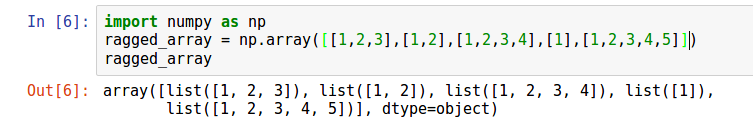 In [6]: import numpy as np
ragged_array = np.array([[1,2,3],[1,2],[1,2,3,4],[1],[1,2,3,4,5]])
ragged_array
Out[6]: array([list([1, 2, 3]), list([1, 2]), list([1, 2, 3, 4]), list([1]),
list([1, 2, 3, 4, 5])], dtype=object)